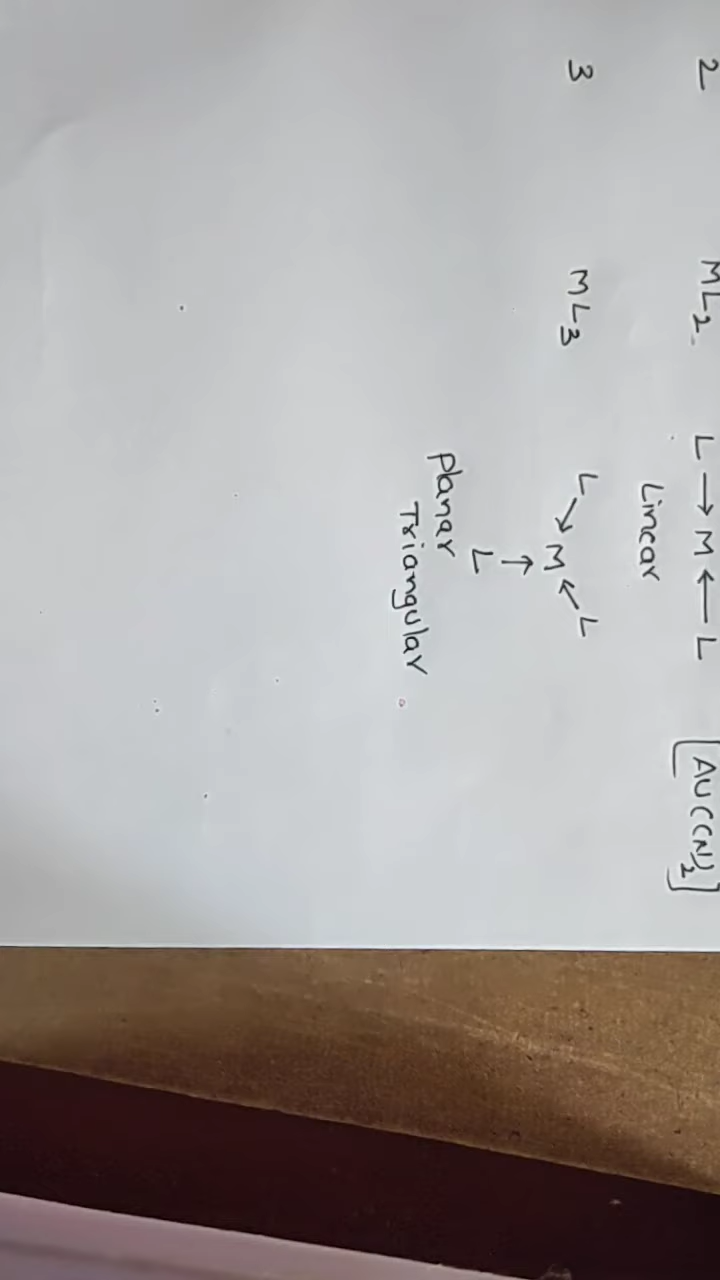 2 ML2. L → M ← L [AU(CN)2]
Linear
3 ML3 L → M ← L
↑
L
Planar
Triangular